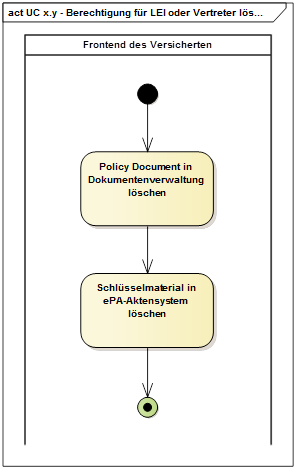 act UC x.y - Berechtigung für LEI oder Vertreter lös...
Frontend des Versicherten
Policy Document in
Dokumentenverwaltung
löschen
Schlüsselmaterial in
ePA-Aktensystem
löschen